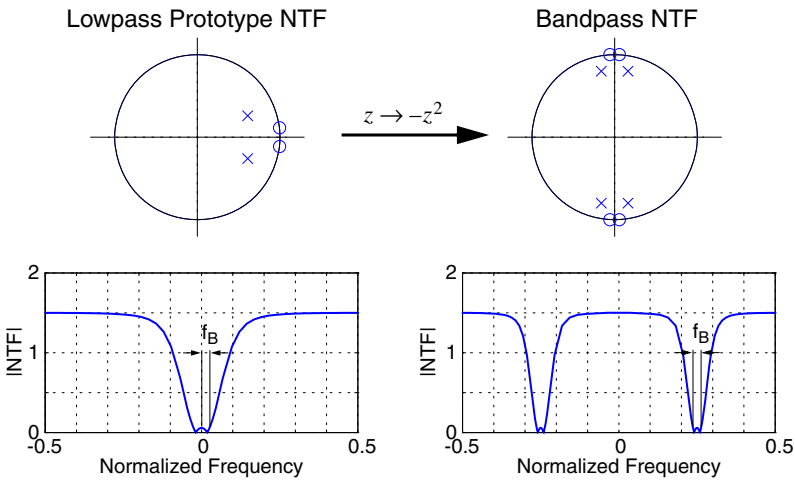 Lowpass Prototype NTF
Bandpass NTF
z → –z²
2
1
0
|NTF|
f_B
-0.5
0
0.5
Normalized Frequency
2
1
0
|NTF|
f_B
-0.5
0
0.5
Normalized Frequency